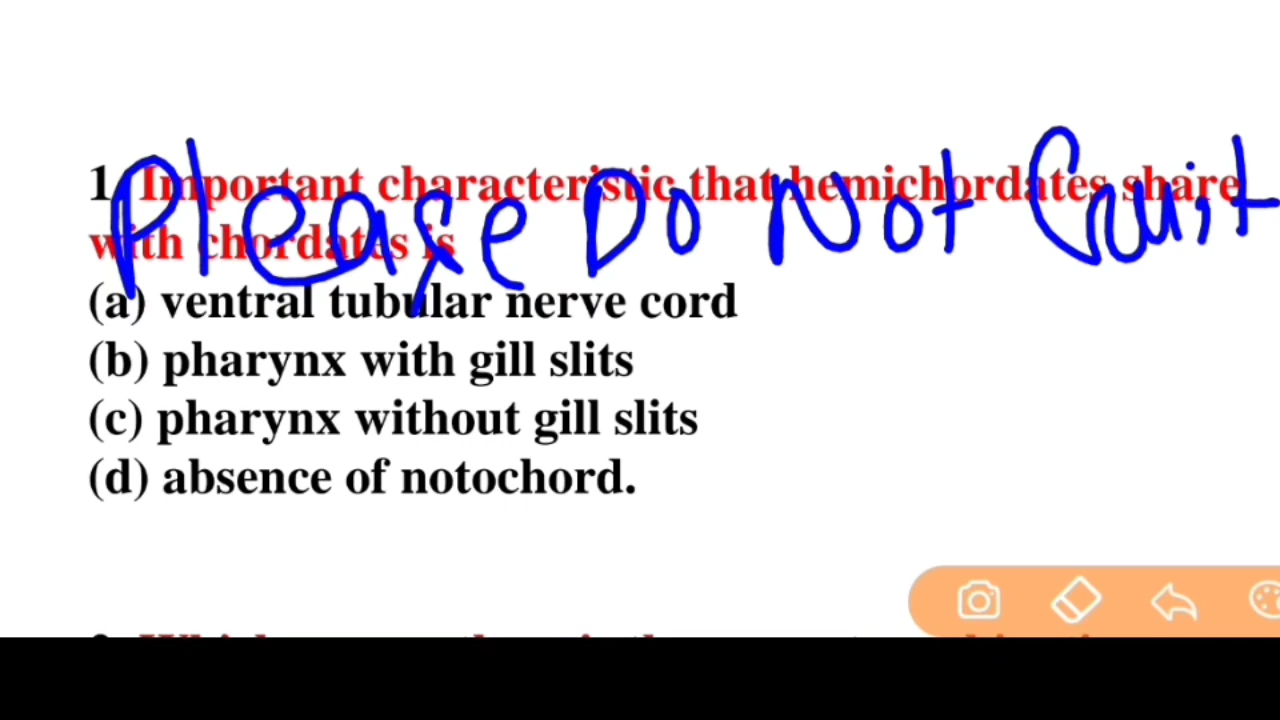 1. Important characteristic that hemichordates share
with chordates is
Please Do Not Quit
(a) ventral tubular nerve cord
(b) pharynx with gill slits
(c) pharynx without gill slits
(d) absence of notochord.